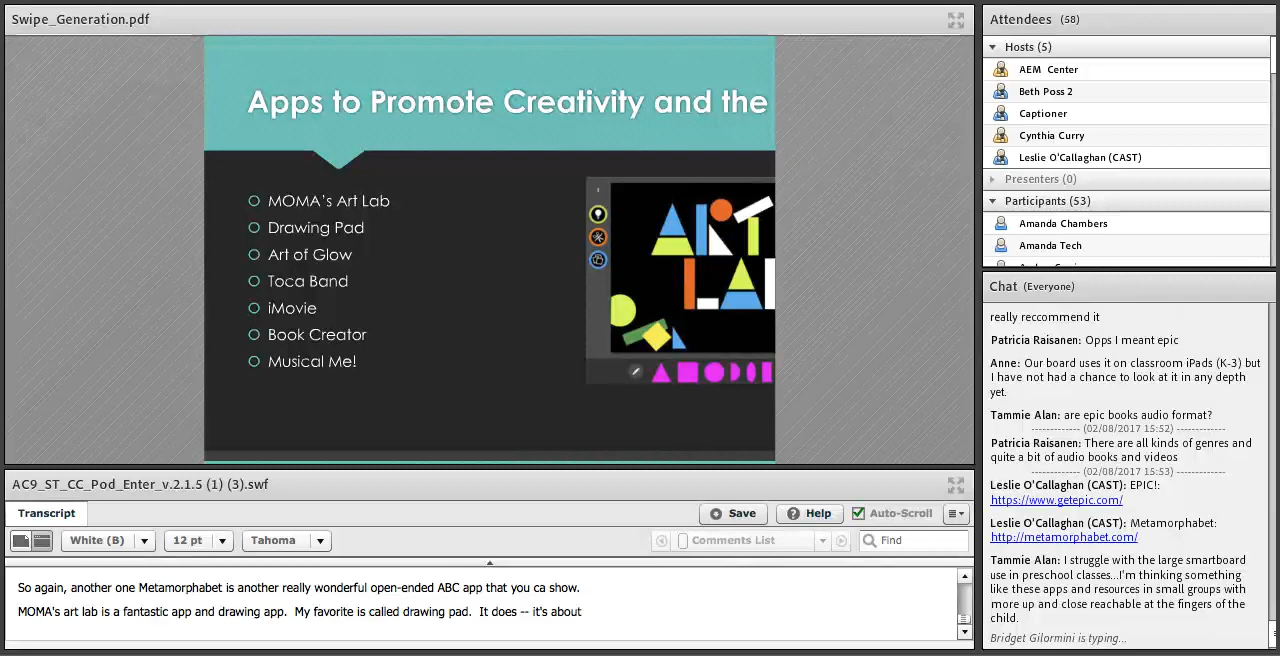 Swipe_Generation.pdf
Apps to Promote Creativity and the
MOMA's Art Lab
Drawing Pad
Art of Glow
Toca Band
iMovie
Book Creator
Musical Me!
ART
LA
AC9_ST_CC_Pod_Enter_v.2.1.5 (1) (3).swf
Transcript
Save
Help
Auto-Scroll
White (B)
12 pt
Tahoma
Comments List
Find
So again, another one Metamorphabet is another really wonderful open-ended ABC app that you ca show.
MOMA's art lab is a fantastic app and drawing app.  My favorite is called drawing pad.  It does -- it's about
Attendees (58)
Hosts (5)
AEM Center
Beth Poss 2
Captioner
Cynthia Curry
Leslie O'Callaghan (CAST)
Presenters (0)
Participants (53)
Amanda Chambers
Amanda Tech
Chat (Everyone)
really reccommend it
Patricia Raisanen: Opps I meant epic
Anne: Our board uses it on classroom iPads (K-3) but
I have not had a chance to look at it in any depth
yet.
Tammie Alan: are epic books audio format?
------------- (02/08/2017 15:52) -------------
Patricia Raisanen: There are all kinds of genres and
quite a bit of audio books and videos
------------- (02/08/2017 15:53) -------------
Leslie O'Callaghan (CAST): EPIC!:
https://www.getepic.com/
Leslie O'Callaghan (CAST): Metamorphabet:
http://metamorphabet.com/
Tammie Alan: I struggle with the large smartboard
use in preschool classes...I'm thinking something
like these apps and resources in small groups with
more up and close reachable at the fingers of the
child.
Bridget Gilormini is typing...